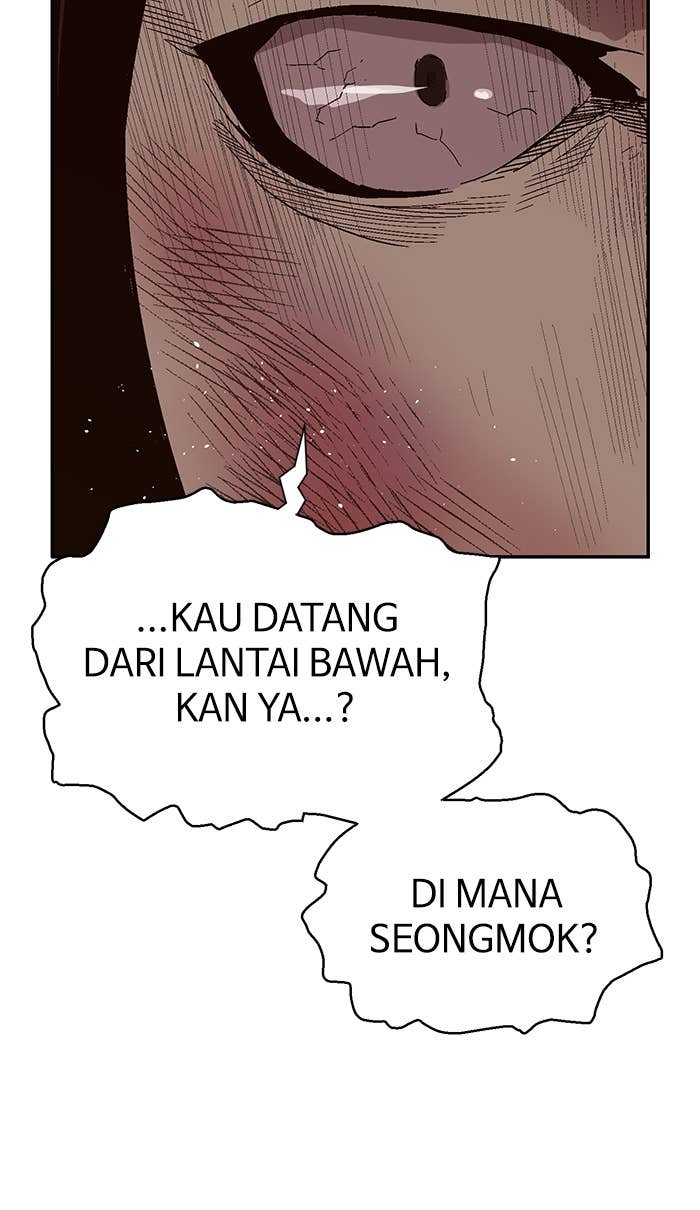 ...KAU DATANG
DARI LANTAI BAWAH,
KAN YA...?
DI MANA
SEONGMOK?